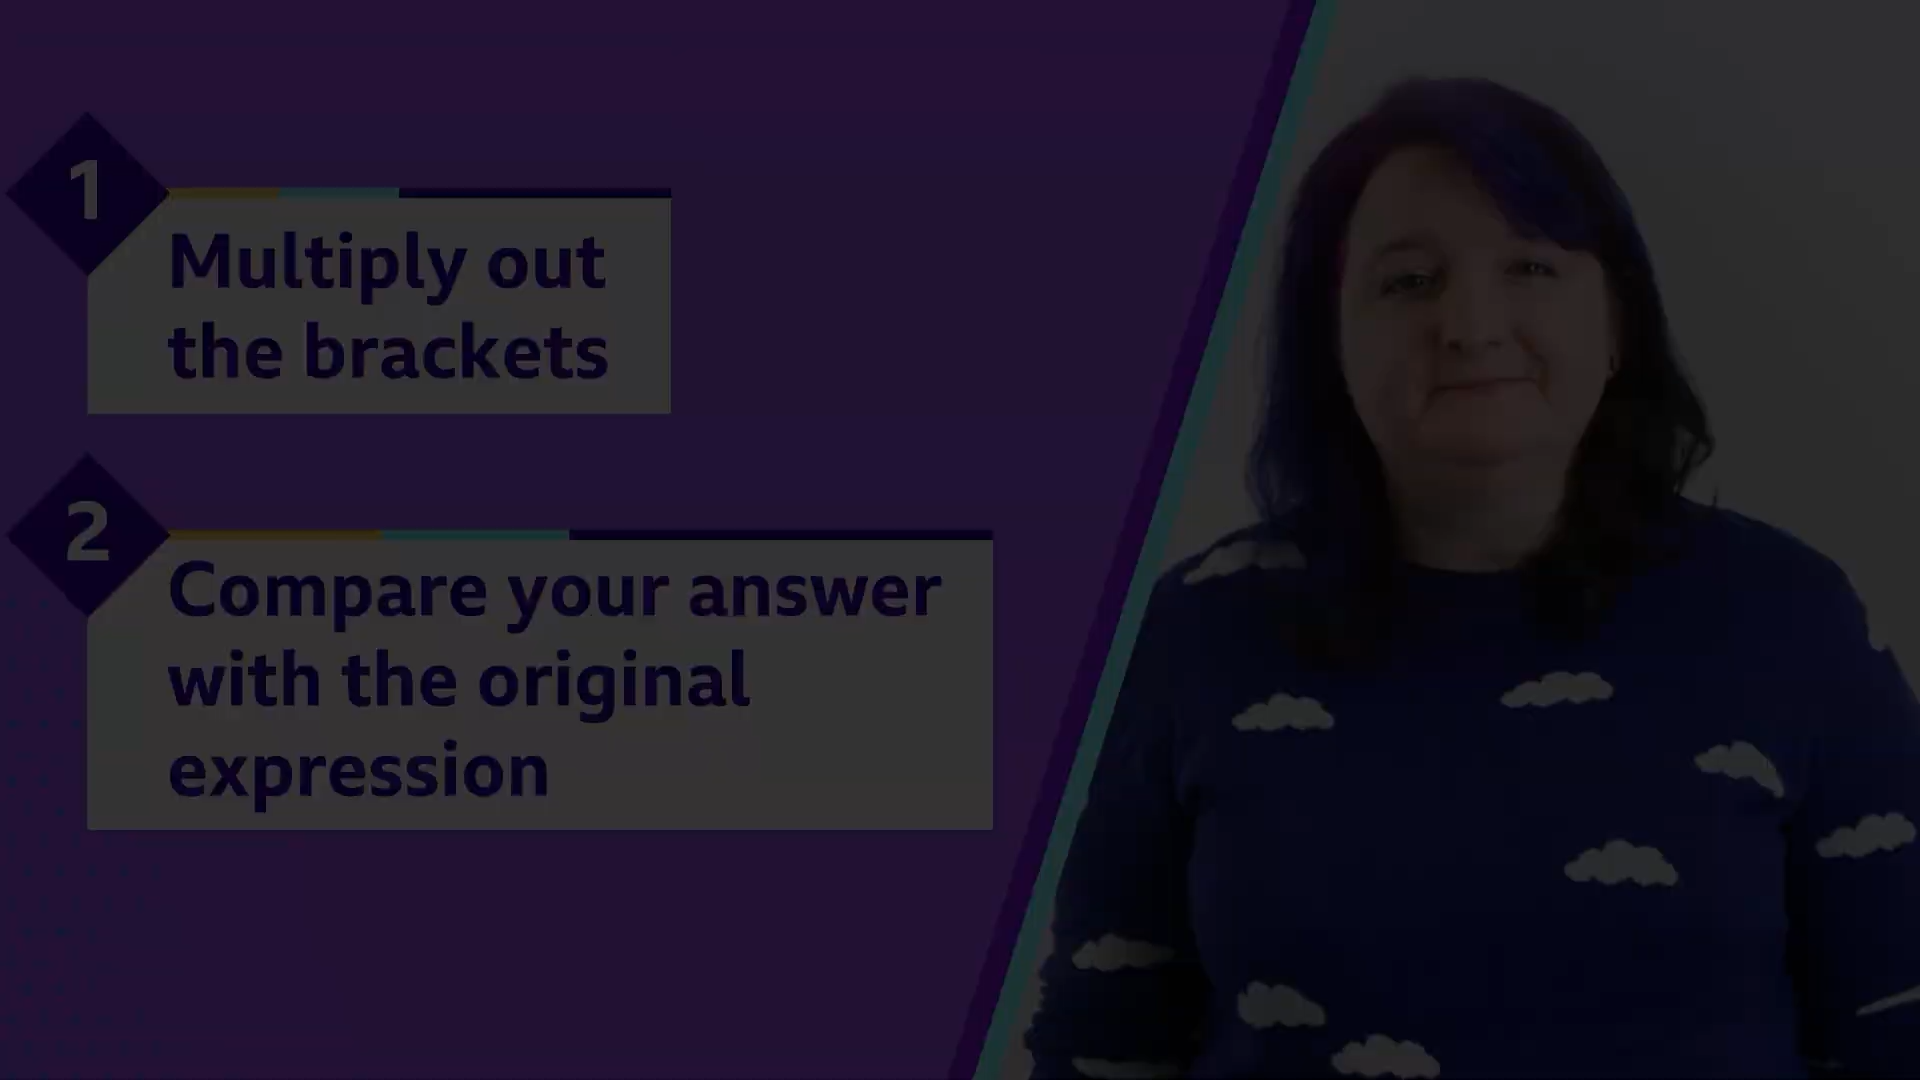 1
Multiply out
the brackets
2
Compare your answer
with the original
expression